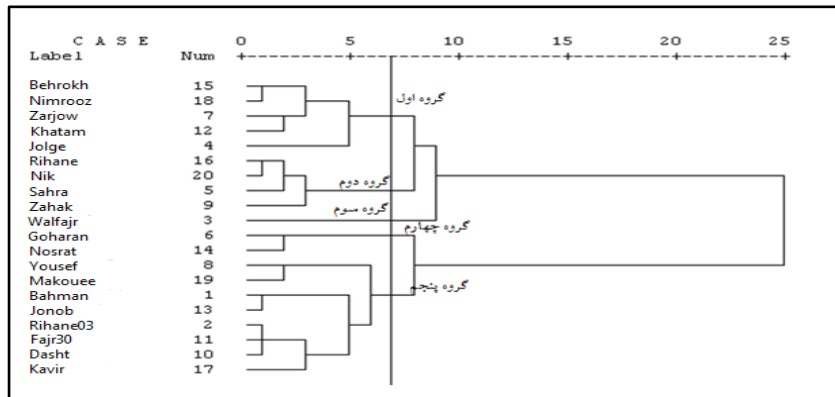 C A S E 0 5 10 15 20 25
Label Num
Behrokh 15
Nimrooz 18
گروه اول
Zarjow 7
Khatam 12
Jolge 4
Rihane 16
Nik 20
گروه دوم
Sahra 5
Zahak 9
گروه سوم
Walfajr 3
گروه چهارم
Goharan 6
Nosrat 14
Yousef 8
Makouee 19
گروه پنجم
Bahman 1
Jonob 13
Rihane03 2
Fajr30 11
Dasht 10
Kavir 17